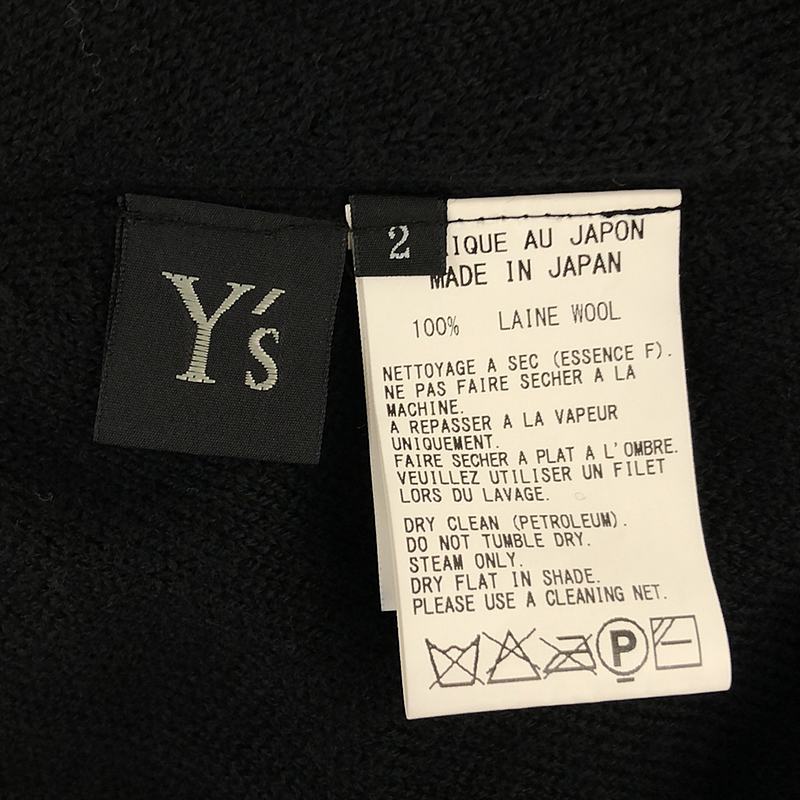 Y's
2
IQUE AU JAPON
MADE IN JAPAN
100% LAINE WOOL
NETTOYAGE A SEC (ESSENCE F).
NE PAS FAIRE SECHER A LA
MACHINE.
A REPASSER A LA VAPEUR
UNIQUEMENT.
FAIRE SECHER A PLAT A L'OMBRE.
VEUILLEZ UTILISER UN FILET
LORS DU LAVAGE.
DRY CLEAN (PETROLEUM).
DO NOT TUMBLE DRY.
STEAM ONLY.
DRY FLAT IN SHADE.
PLEASE USE A CLEANING NET.
P